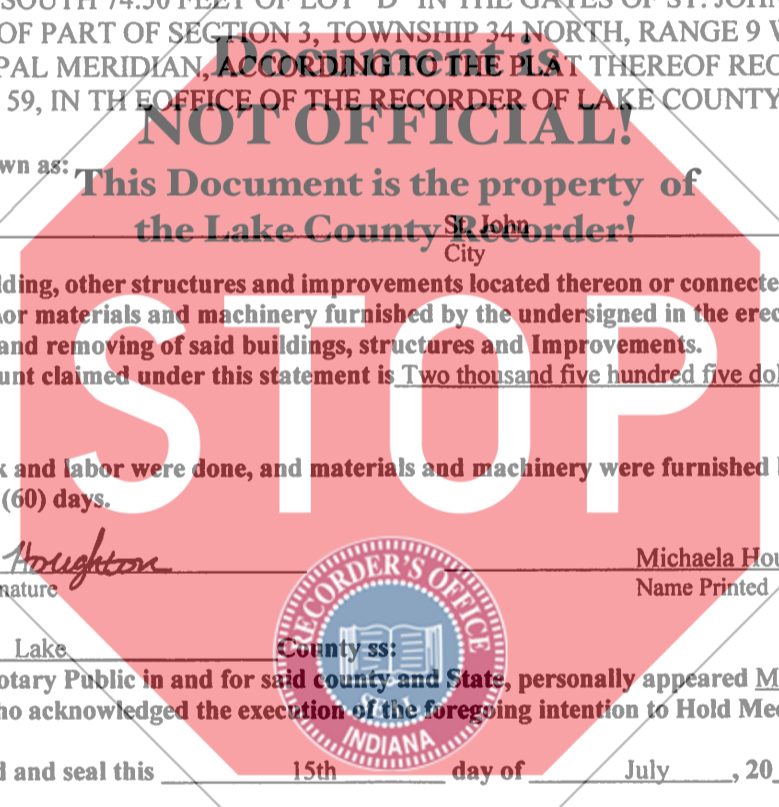 SOUTH 74.50 FEET OF LOT "D" IN THE GATES OF ST. JOHN
OF PART OF SECTION 3, TOWNSHIP 34 NORTH, RANGE 9 W
PAL MERIDIAN, ACCORDING TO THE PLAT THEREOF REC
59, IN TH EOFFICE OF THE RECORDER OF LAKE COUNTY
Document is
NOT OFFICIAL!
wn as:
This Document is the property of
the Lake County Recorder!
St. John
City
lding, other structures and improvements located thereon or connecte
or materials and machinery furnished by the undersigned in the erec
and removing of said buildings, structures and Improvements.
unt claimed under this statement is Two thousand five hundred five dol
STOP
k and labor were done, and materials and machinery were furnished
(60) days.
Houghton
Michaela Hou
nature
Name Printed
RECORDER'S OFFICE
SEAL
INDIANA
Lake County ss:
otary Public in and for said county and State, personally appeared M
ho acknowledged the execution of the foregoing intention to Hold Mec
d and seal this 15th day of July, 20